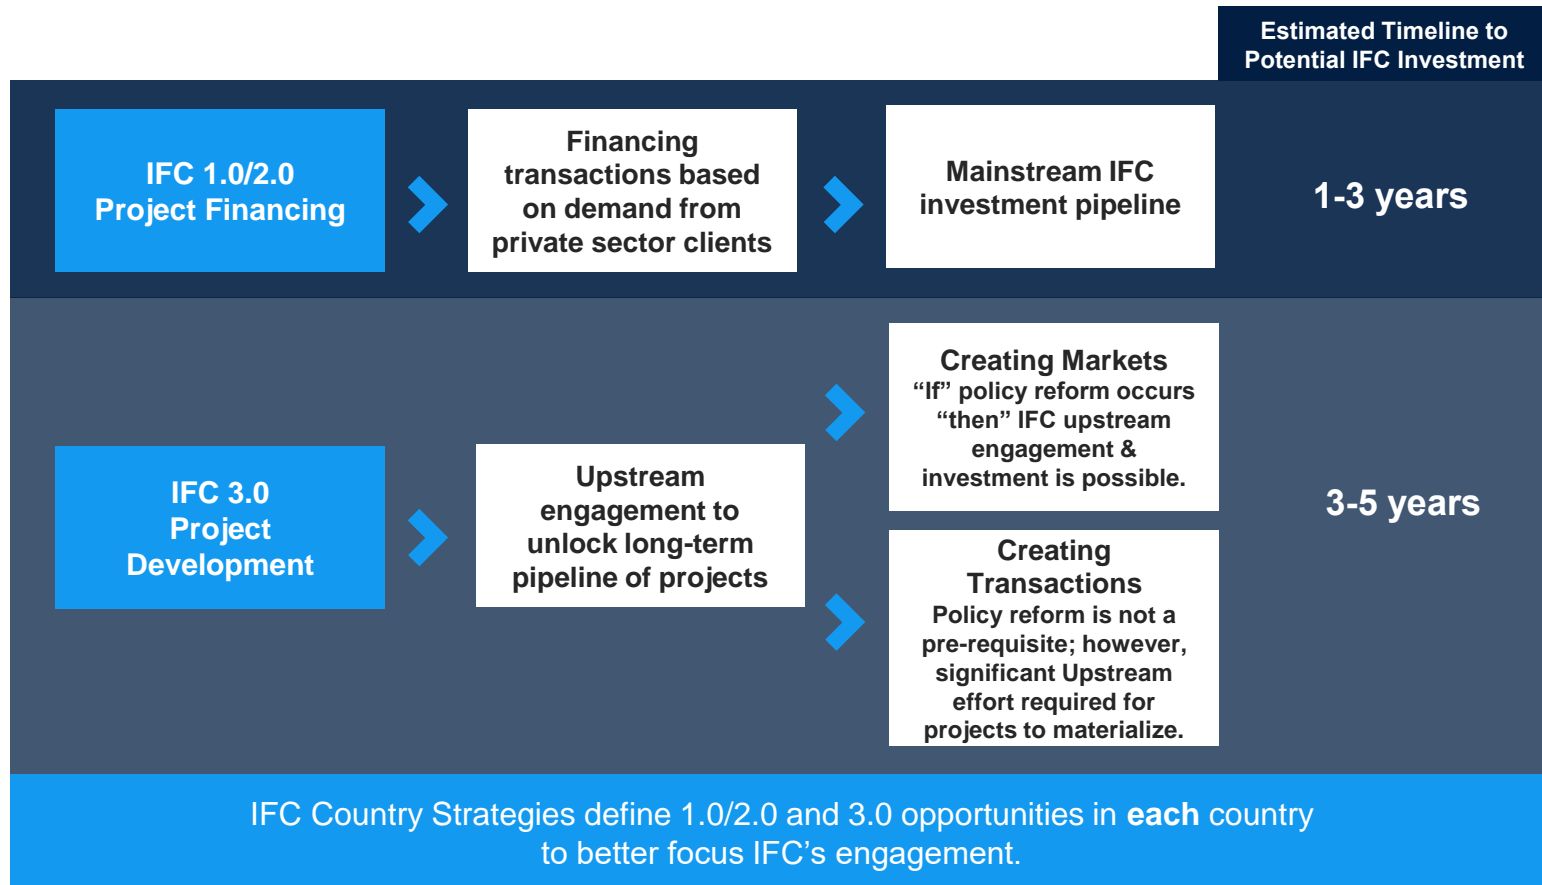 Estimated Timeline to
Potential IFC Investment
IFC 1.0/2.0
Project Financing
Financing
transactions based
on demand from
private sector clients
Mainstream IFC
investment pipeline
1-3 years
IFC 3.0
Project
Development
Upstream
engagement to
unlock long-term
pipeline of projects
Creating Markets
“If” policy reform occurs
“then” IFC upstream
engagement &
investment is possible.
Creating
Transactions
Policy reform is not a
pre-requisite; however,
significant Upstream
effort required for
projects to materialize.
3-5 years
IFC Country Strategies define 1.0/2.0 and 3.0 opportunities in each country
to better focus IFC’s engagement.